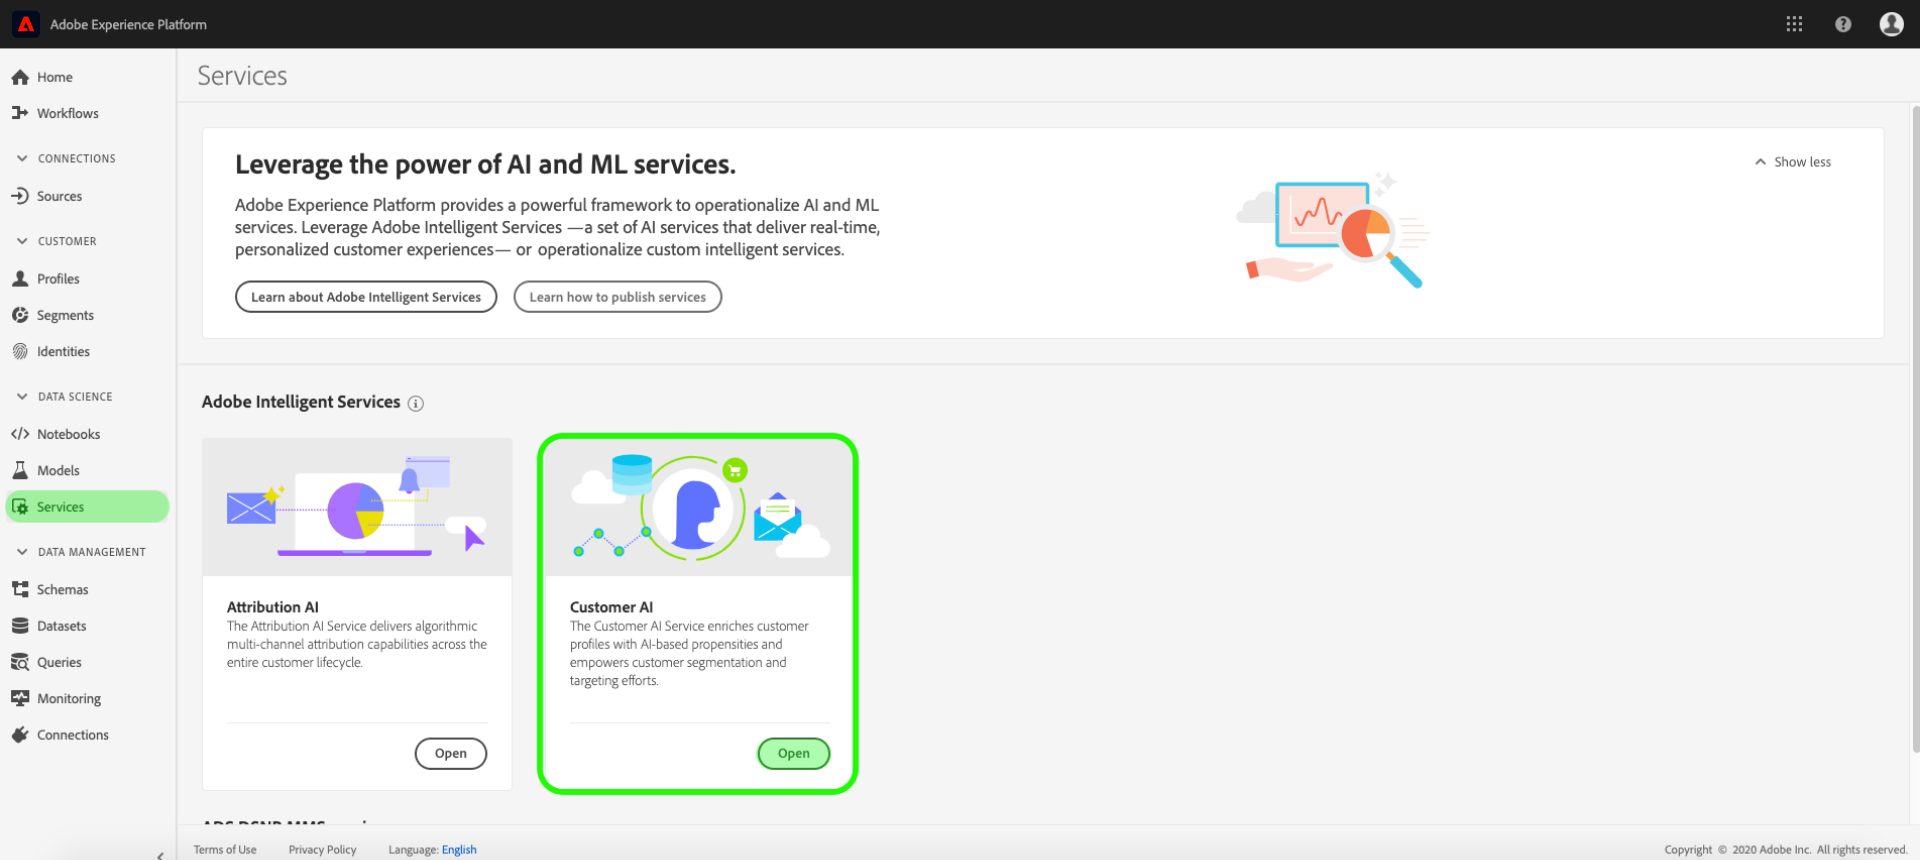 Adobe Experience Platform
Home
Workflows
CONNECTIONS
Sources
CUSTOMER
Profiles
Segments
Identities
DATA SCIENCE
Notebooks
Models
Services
DATA MANAGEMENT
Schemas
Datasets
Queries
Monitoring
Connections
Services
Leverage the power of AI and ML services.
Show less
Adobe Experience Platform provides a powerful framework to operationalize AI and ML
services. Leverage Adobe Intelligent Services —a set of AI services that deliver real-time,
personalized customer experiences— or operationalize custom intelligent services.
Learn about Adobe Intelligent Services
Learn how to publish services
Adobe Intelligent Services
Attribution AI
The Attribution AI Service delivers algorithmic
multi-channel attribution capabilities across the
entire customer lifecycle.
Open
Customer AI
The Customer AI Service enriches customer
profiles with AI-based propensities and
empowers customer segmentation and
targeting efforts.
Open
Terms of Use
Privacy Policy
Language: English
Copyright © 2020 Adobe Inc. All rights reserved.